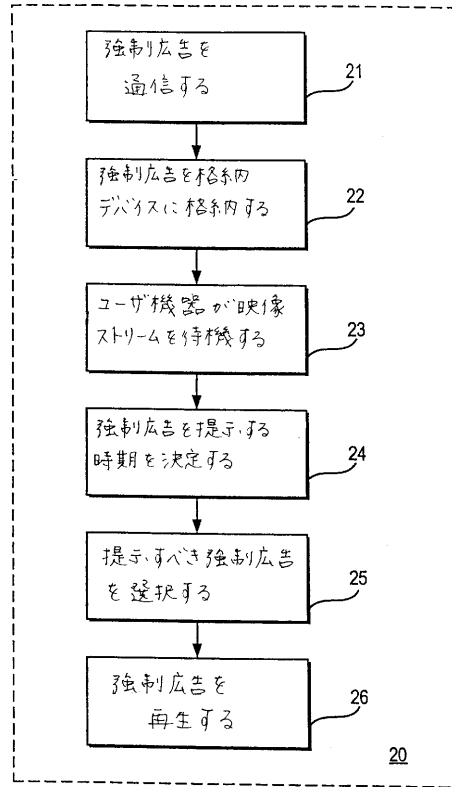 強制広告を
通信する
21
強制広告を格納
デバイスに格納する
22
ユーザ機器が映像
ストリームを待機する
23
強制広告を提示する
時期を決定する
24
提示すべき強制広告
を選択する
25
強制広告を
再生する
26
20